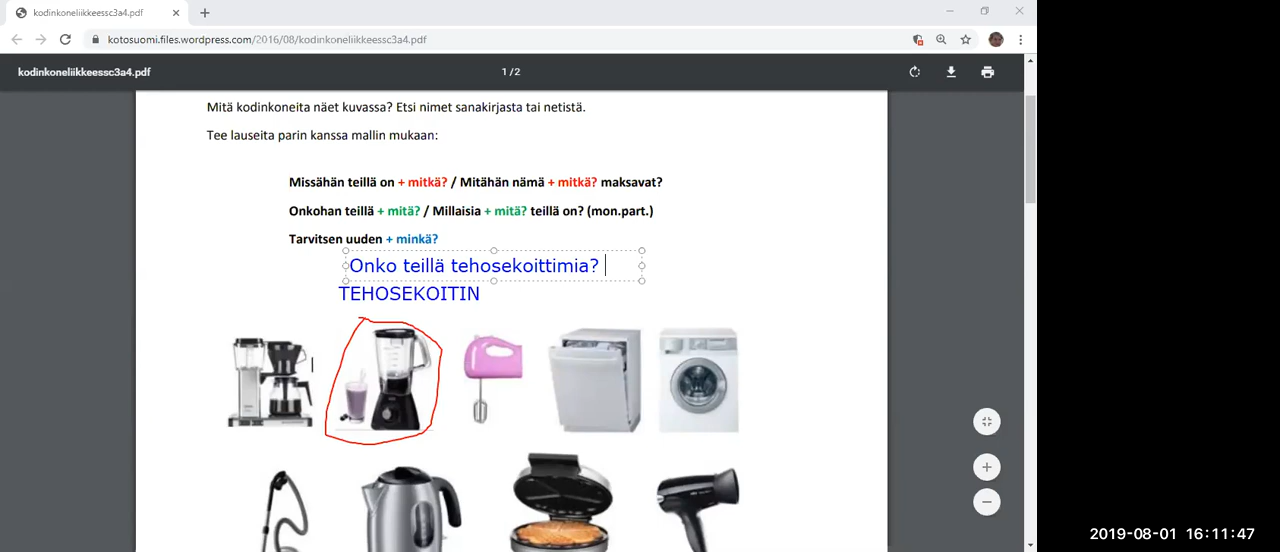 kodinkoneliikkeessc3a4.pdf
kotosuomi.files.wordpress.com/2016/08/kodinkoneliikkeessc3a4.pdf
kodinkoneliikkeessc3a4.pdf 1 / 2
Mitä kodinkoneita näet kuvassa? Etsi nimet sanakirjasta tai netistä.
Tee lauseita parin kanssa mallin mukaan:
Missähän teillä on + mitkä? / Mitähän nämä + mitkä? maksavat?
Onkohan teillä + mitä? / Millaisia + mitä? teillä on? (mon.part.)
Tarvitsen uuden + minkä?
Onko teillä tehosekoittimia?
TEHOSEKOITIN
2019-08-01 16:11:47